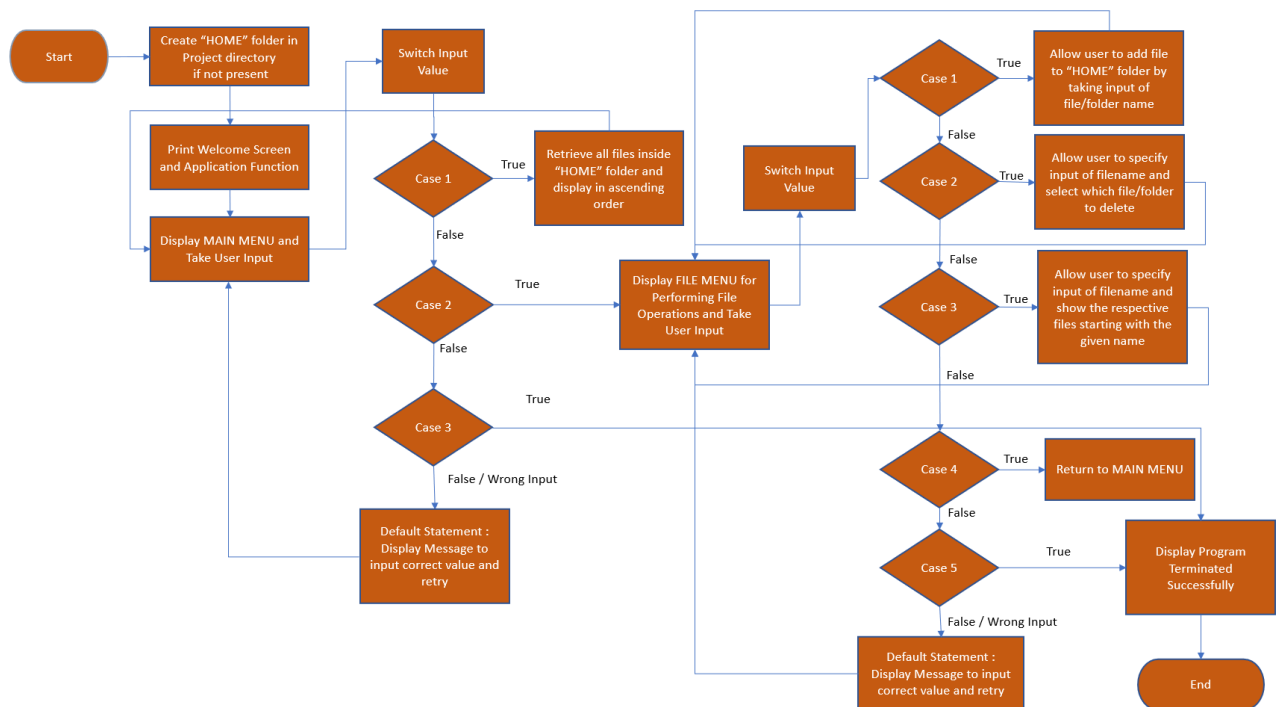 Start
Create “HOME” folder in
Project directory
if not present
Print Welcome Screen
and Application Function
Display MAIN MENU and
Take User Input
Switch Input
Value
Case 1
True
Retrieve all files inside
“HOME” folder and
display in ascending
order
False
Case 2
True
False
Case 3
True
False / Wrong Input
Default Statement :
Display Message to
input correct value and
retry
Display FILE MENU for
Performing File
Operations and Take
User Input
Switch Input
Value
Case 1
True
Allow user to add file
to “HOME” folder by
taking input of
file/folder name
False
Case 2
True
Allow user to specify
input of filename and
select which file/folder
to delete
False
Case 3
True
Allow user to specify
input of filename and
show the respective
files starting with the
given name
False
Case 4
True
Return to MAIN MENU
False
Case 5
True
Display Program
Terminated
Successfully
False / Wrong Input
Default Statement :
Display Message to input
correct value and retry
End